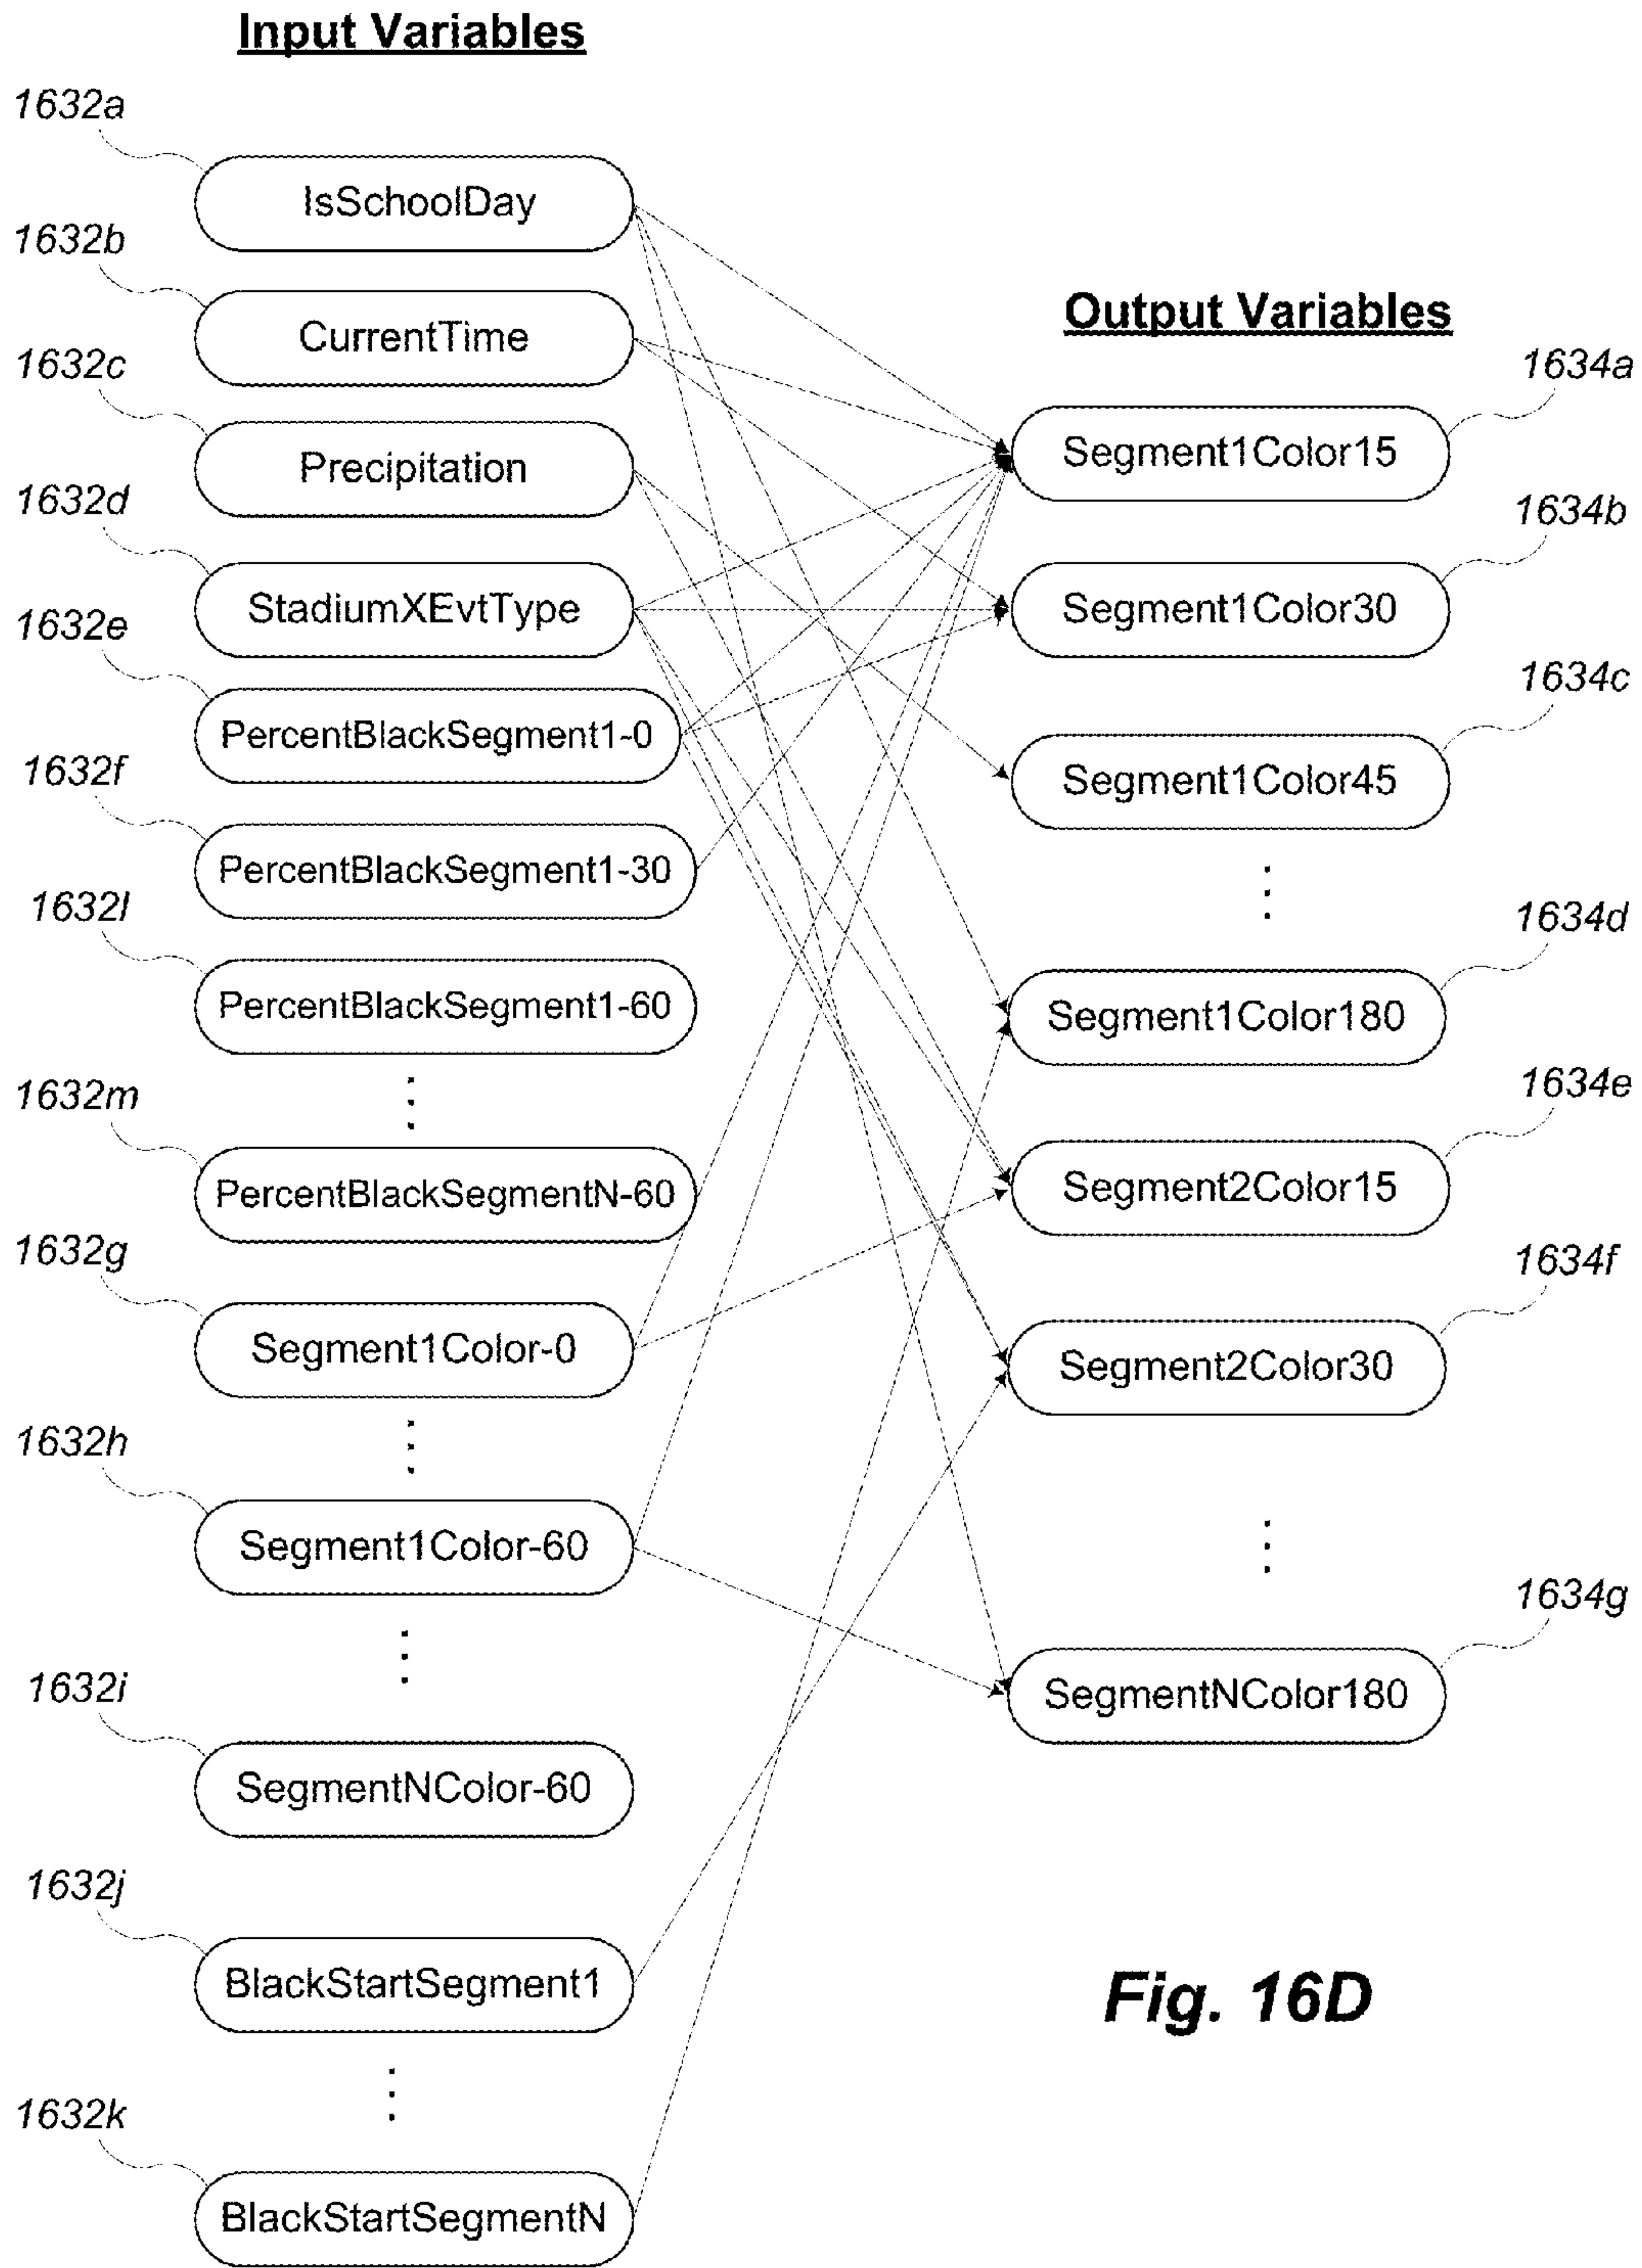 Input Variables
1632a
IsSchoolDay
1632b
CurrentTime
1632c
Precipitation
1632d
StadiumXEvtType
1632e
PercentBlackSegment1-0
1632f
PercentBlackSegment1-30
1632l
PercentBlackSegment1-60
1632m
PercentBlackSegmentN-60
1632g
Segment1Color-0
1632h
Segment1Color-60
1632i
SegmentNColor-60
1632j
BlackStartSegment1
1632k
BlackStartSegmentN
Output Variables
1634a
Segment1Color15
1634b
Segment1Color30
1634c
Segment1Color45
1634d
Segment1Color180
1634e
Segment2Color15
1634f
Segment2Color30
1634g
SegmentNColor180
Fig. 16D